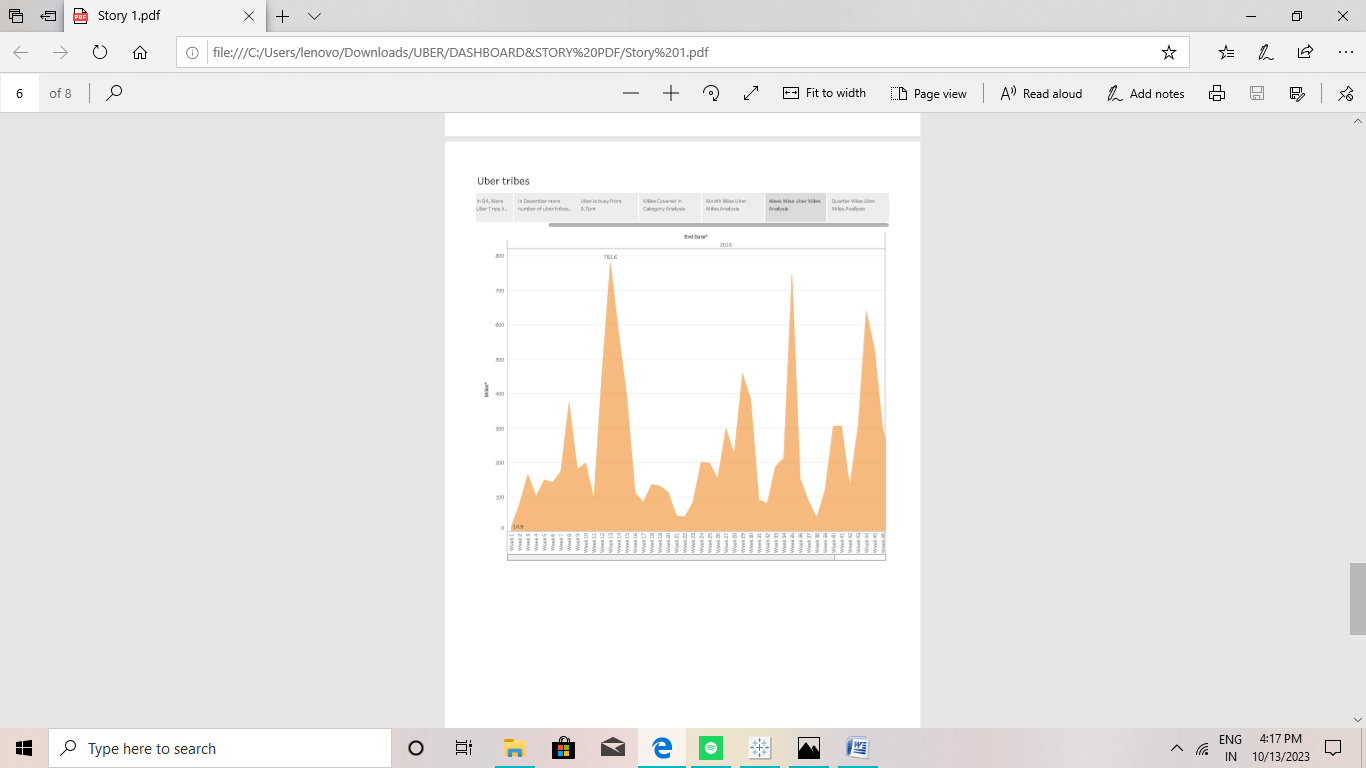 Story 1.pdf
file:///C:/Users/lenovo/Downloads/UBER/DASHBOARD&STORY%20PDF/Story%201.pdf
6 of 8
Fit to width
Page view
Read aloud
Add notes
Uber tribes
In Q4, More
Uber Trips
In December more
number of uber tribes...
Uber is busy from
Miles Covered in
Category Analysis
Month Wise Uber
Miles Analysis
Week Wise Uber Miles
Analysis
Quarter Wise Uber
Miles Analysis
End Date*
2016
Miles*
800
781.6
700
600
500
400
300
200
100
0
14.9
Week 1
Week 2
Week 3
Week 4
Week 5
Week 6
Week 7
Week 8
Week 9
Week 10
Week 11
Week 12
Week 13
Week 14
Week 15
Week 16
Week 17
Week 18
Week 19
Week 20
Week 21
Week 22
Week 23
Week 24
Week 25
Week 26
Week 27
Week 28
Week 29
Week 30
Week 31
Week 32
Week 33
Week 34
Week 35
Week 36
Week 37
Week 38
Week 39
Week 40
Week 41
Week 42
Week 43
Week 44
Week 45
Week 46
Type here to search
ENG
IN
4:17 PM
10/13/2023